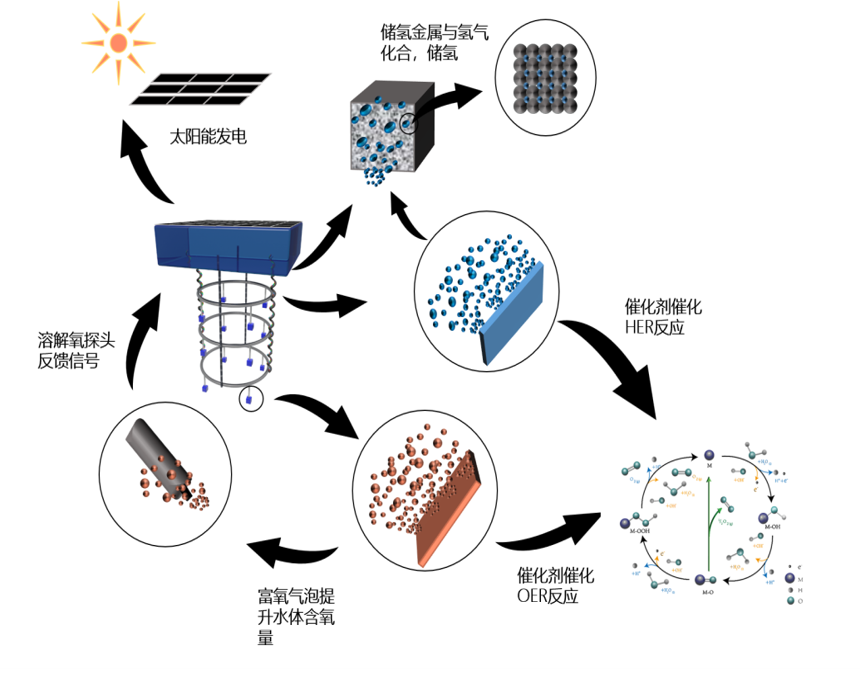 储氢金属与氢气
化合，储氢
太阳能发电
催化剂催化
HER反应
溶解氧探头
反馈信号
M
M-OOH
M-OH
M-O
e⁻
M
H
O
催化剂催化
OER反应
富氧气泡提
升水体含氧
量